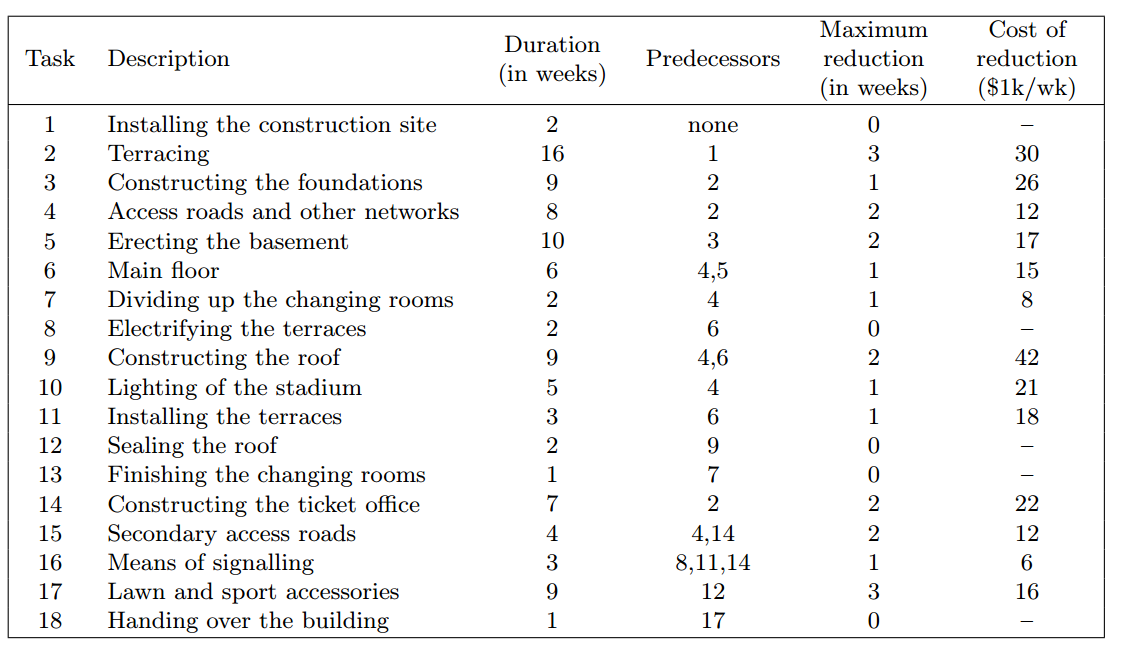 Task Description Duration (in weeks) Predecessors Maximum reduction (in weeks) Cost of reduction ($1k/wk)
1 Installing the construction site 2 none 0 –
2 Terracing 16 1 3 30
3 Constructing the foundations 9 2 1 26
4 Access roads and other networks 8 2 2 12
5 Erecting the basement 10 3 2 17
6 Main floor 6 4,5 1 15
7 Dividing up the changing rooms 2 4 1 8
8 Electrifying the terraces 2 6 0 –
9 Constructing the roof 9 4,6 2 42
10 Lighting of the stadium 5 4 1 21
11 Installing the terraces 3 6 1 18
12 Sealing the roof 2 9 0 –
13 Finishing the changing rooms 1 7 0 –
14 Constructing the ticket office 7 2 2 22
15 Secondary access roads 4 4,14 2 12
16 Means of signalling 3 8,11,14 1 6
17 Lawn and sport accessories 9 12 3 16
18 Handing over the building 1 17 0 –